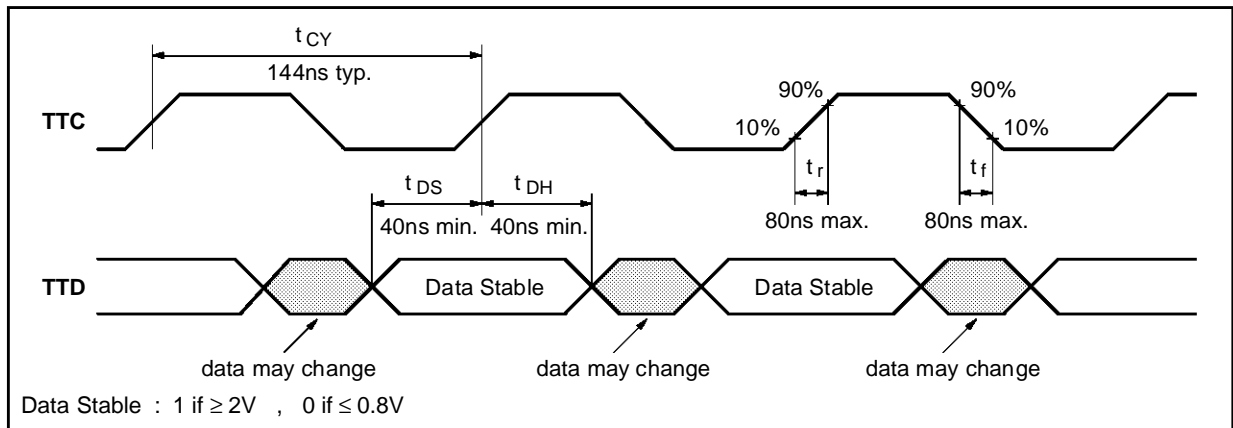 t CY
144ns typ.
TTC
90%
90%
10%
10%
t r
t f
80ns max.
80ns max.
t DS
t DH
40ns min.
40ns min.
TTD
Data Stable
Data Stable
data may change
data may change
data may change
Data Stable : 1 if ≥ 2V , 0 if ≤ 0.8V